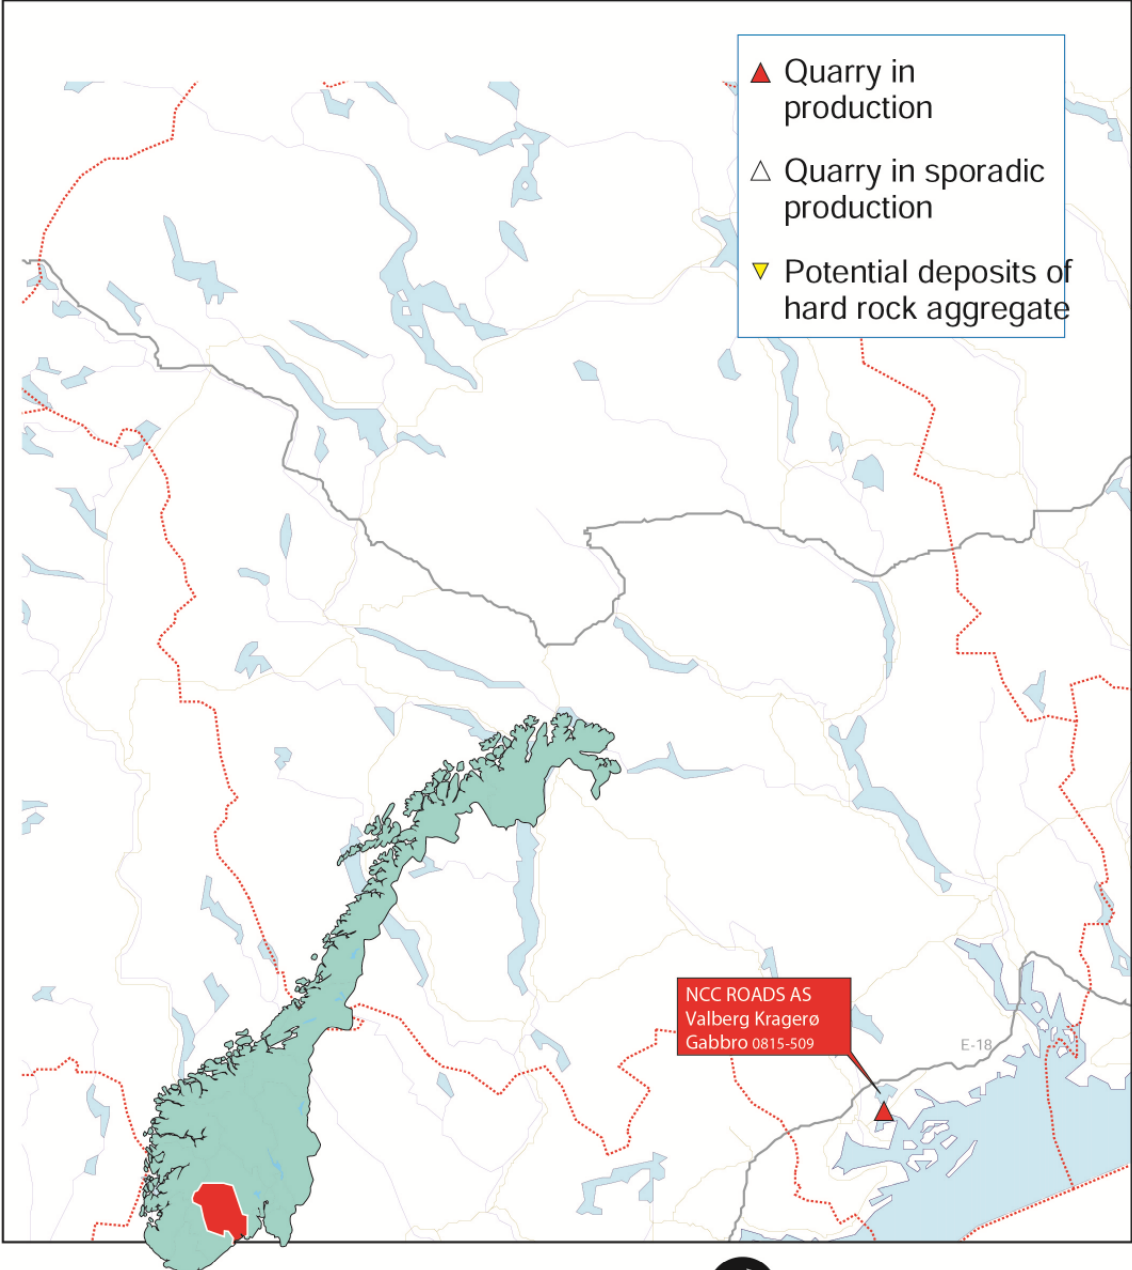 Quarry in
production
Quarry in sporadic
production
Potential deposits of
hard rock aggregate
NCC ROADS AS
Valberg Kragerø
Gabbro 0815-509
E-18